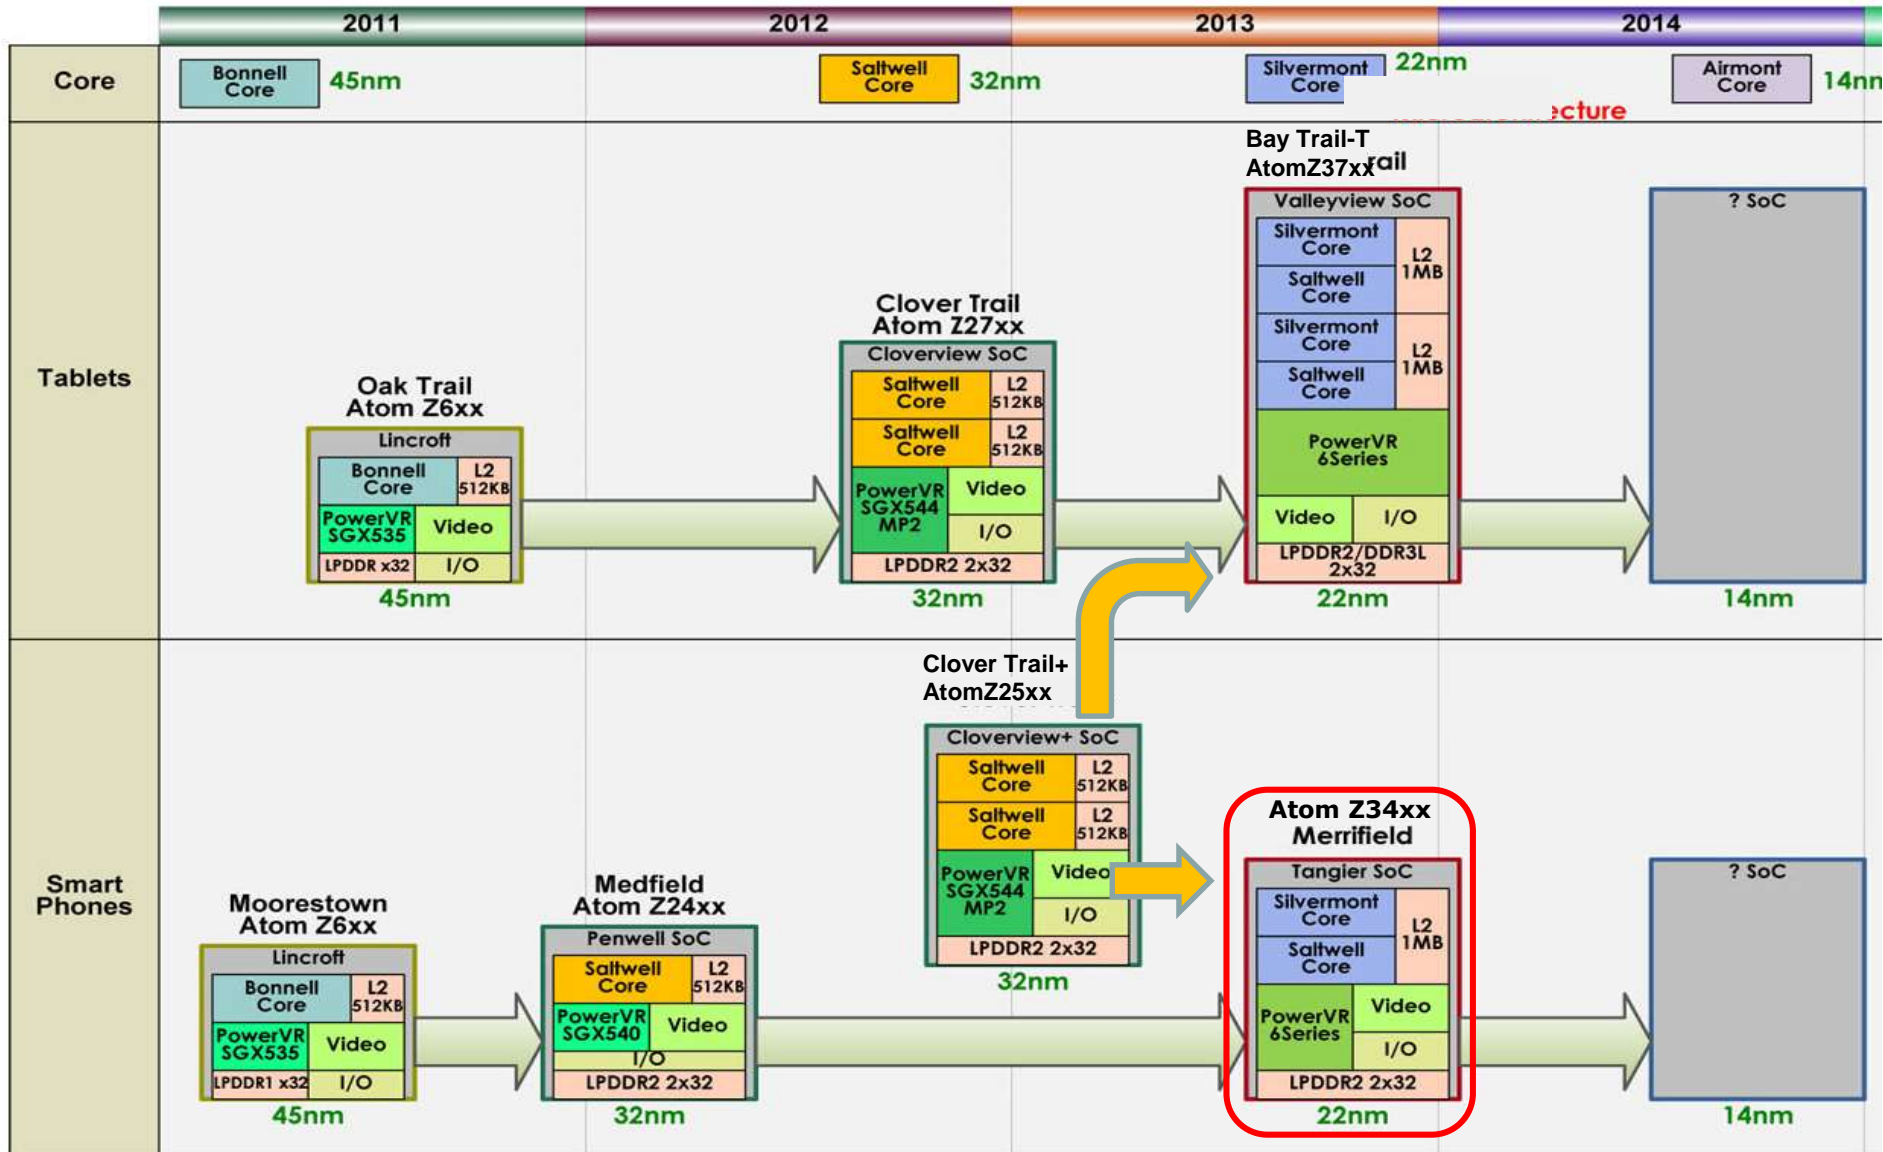 2011
2012
2013
2014
Core
Bonnell
Core
45nm
Saltwell
Core
32nm
Silvermont
Core
22nm
Airmont
Core
14nm
ecture
Tablets
Oak Trail
Atom Z6xx
Lincroft
Bonnell
Core
L2
512KB
PowerVR
SGX535
Video
LPDDR x32
I/O
45nm
Clover Trail
Atom Z27xx
Cloverview SoC
Saltwell
Core
L2
512KB
Saltwell
Core
L2
512KB
PowerVR
SGX544
MP2
Video
I/O
LPDDR2 2x32
32nm
Bay Trail-T
AtomZ37xx
rail
Valleyview SoC
Silvermont
Core
Saltwell
Core
L2
1MB
Silvermont
Core
Saltwell
Core
L2
1MB
PowerVR
6Series
Video
I/O
LPDDR2/DDR3L
2x32
22nm
? SoC
14nm
Smart
Phones
Moorestown
Atom Z6xx
Lincroft
Bonnell
Core
L2
512KB
PowerVR
SGX535
Video
LPDDR1 x32
I/O
45nm
Medfield
Atom Z24xx
Penwell SoC
Saltwell
Core
L2
512KB
PowerVR
SGX540
Video
I/O
LPDDR2 2x32
32nm
Clover Trail+
AtomZ25xx
Cloverview+ SoC
Saltwell
Core
L2
512KB
Saltwell
Core
L2
512KB
PowerVR
SGX544
MP2
Video
I/O
LPDDR2 2x32
32nm
Atom Z34xx
Merrifield
Tangier SoC
Silvermont
Core
Saltwell
Core
L2
1MB
PowerVR
6Series
Video
I/O
LPDDR2 2x32
22nm
? SoC
14nm